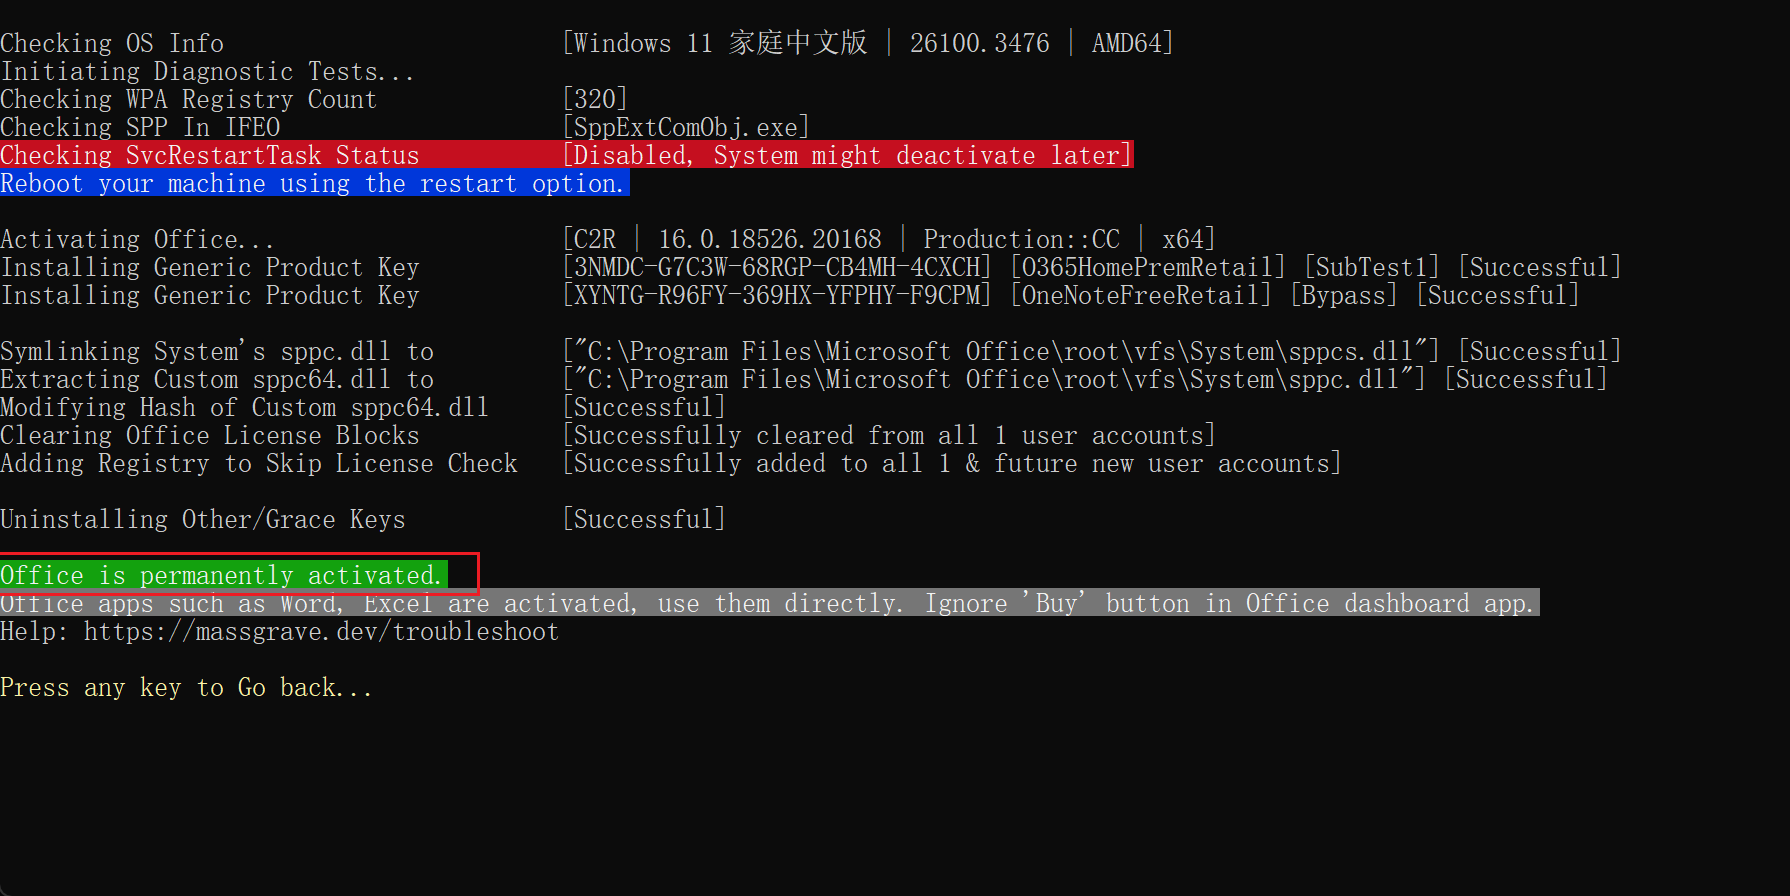 Checking OS Info [Windows 11 家庭中文版 | 26100.3476 | AMD64]
Initiating Diagnostic Tests...
Checking WPA Registry Count [320]
Checking SPP In IFEO [SppExtComObj.exe]
Checking SvcRestartTask Status [Disabled, System might deactivate later]
Reboot your machine using the restart option.
Activating Office... [C2R | 16.0.18526.20168 | Production::CC | x64]
Installing Generic Product Key [3NMDC-G7C3W-68RGP-CB4MH-4CXCH] [O365HomePremRetail] [SubTest1] [Successful]
Installing Generic Product Key [XYNTG-R96FY-369HX-YFPHY-F9CPM] [OneNoteFreeRetail] [Bypass] [Successful]
Symlinking System's sppc.dll to ["C:\Program Files\Microsoft Office\root\vfs\System\sppcs.dll"] [Successful]
Extracting Custom sppc64.dll to ["C:\Program Files\Microsoft Office\root\vfs\System\sppc.dll"] [Successful]
Modifying Hash of Custom sppc64.dll [Successful]
Clearing Office License Blocks [Successfully cleared from all 1 user accounts]
Adding Registry to Skip License Check [Successfully added to all 1 & future new user accounts]
Uninstalling Other/Grace Keys [Successful]
Office is permanently activated.
Office apps such as Word, Excel are activated, use them directly. Ignore 'Buy' button in Office dashboard app.
Help: https://massgrave.dev/troubleshoot
Press any key to Go back...